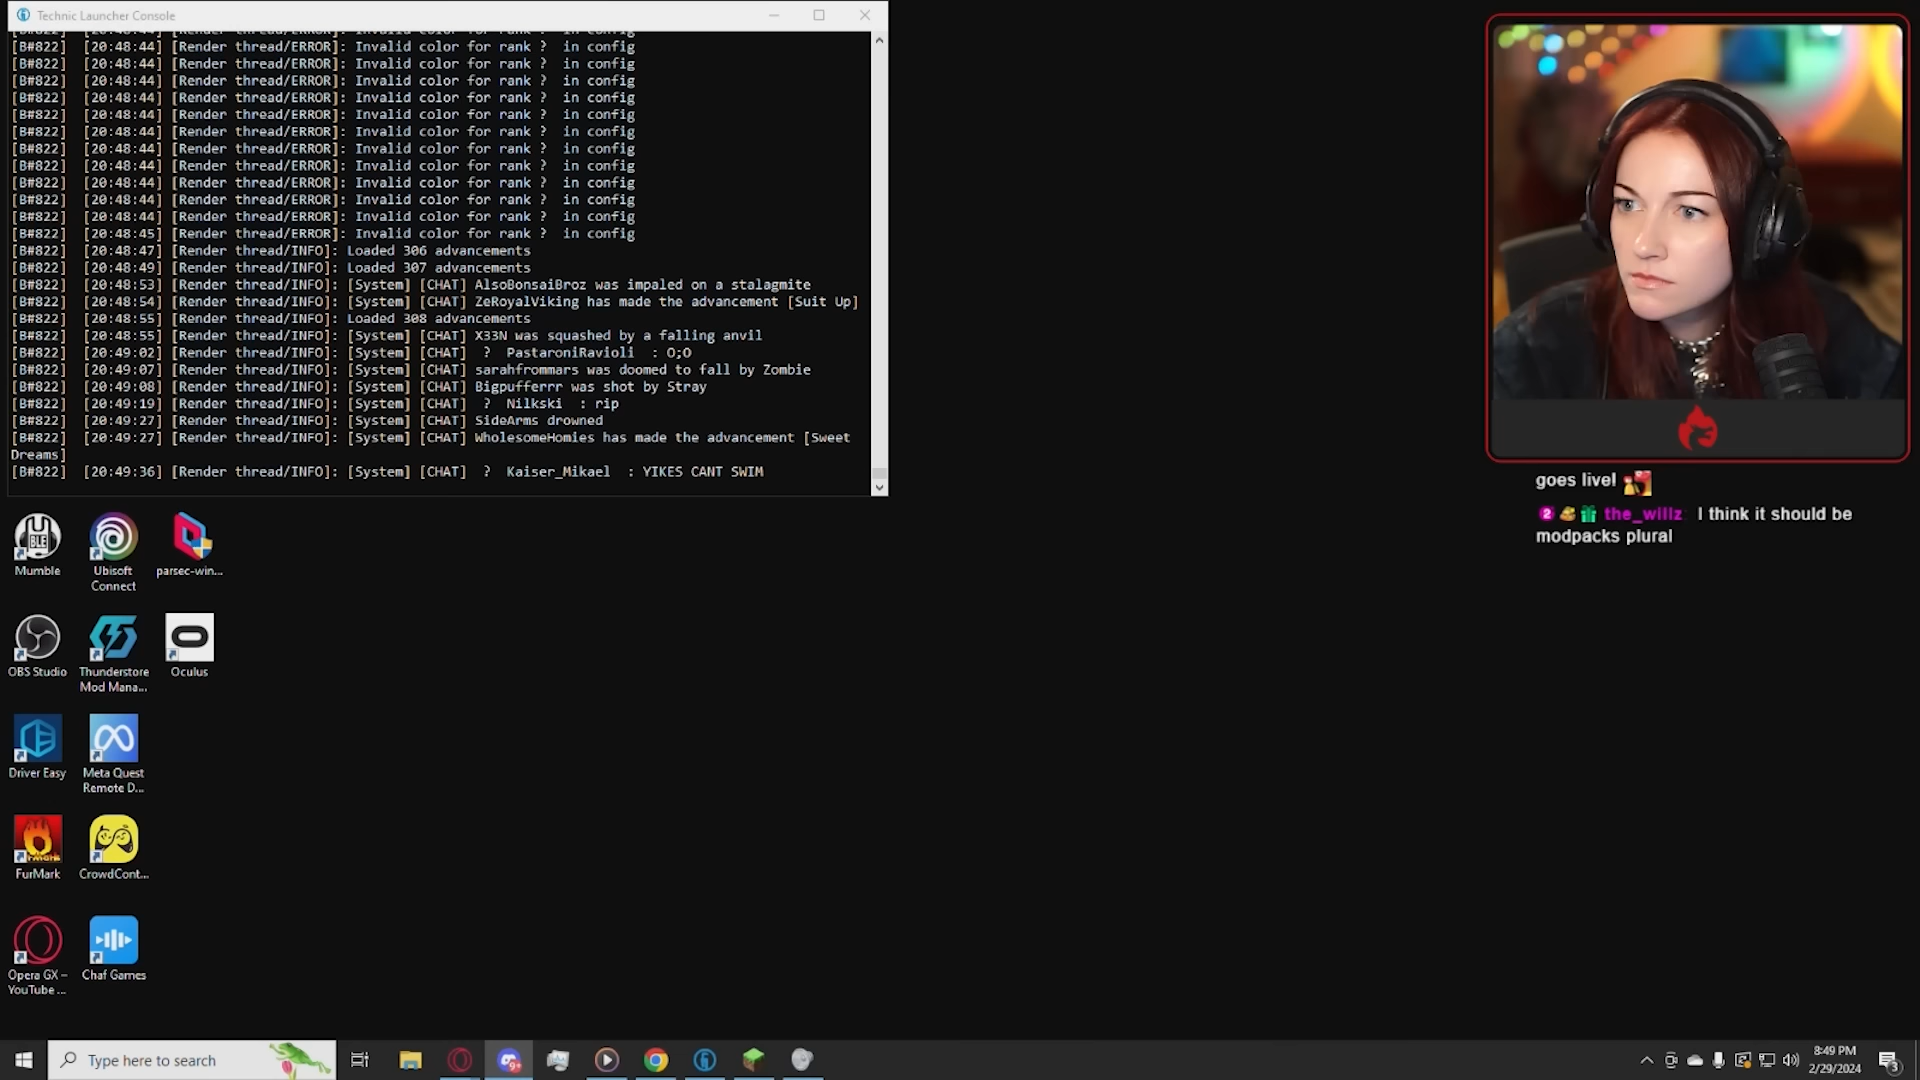 Technic Launcher Console
[B#822] [20:48:44] [Render thread/ERROR]: Invalid color for rank ? in config
[B#822] [20:48:44] [Render thread/ERROR]: Invalid color for rank ? in config
[B#822] [20:48:44] [Render thread/ERROR]: Invalid color for rank ? in config
[B#822] [20:48:44] [Render thread/ERROR]: Invalid color for rank ? in config
[B#822] [20:48:44] [Render thread/ERROR]: Invalid color for rank ? in config
[B#822] [20:48:44] [Render thread/ERROR]: Invalid color for rank ? in config
[B#822] [20:48:44] [Render thread/ERROR]: Invalid color for rank ? in config
[B#822] [20:48:44] [Render thread/ERROR]: Invalid color for rank ? in config
[B#822] [20:48:44] [Render thread/ERROR]: Invalid color for rank ? in config
[B#822] [20:48:44] [Render thread/ERROR]: Invalid color for rank ? in config
[B#822] [20:48:44] [Render thread/ERROR]: Invalid color for rank ? in config
[B#822] [20:48:44] [Render thread/ERROR]: Invalid color for rank ? in config
[B#822] [20:48:45] [Render thread/ERROR]: Invalid color for rank ? in config
[B#822] [20:48:47] [Render thread/INFO]: Loaded 306 advancements
[B#822] [20:48:49] [Render thread/INFO]: Loaded 307 advancements
[B#822] [20:48:53] [Render thread/INFO]: [System] [CHAT] AlsoBonsaiBroz was impaled on a stalagmite
[B#822] [20:48:54] [Render thread/INFO]: [System] [CHAT] ZeRoyalViking has made the advancement [Suit Up]
[B#822] [20:48:55] [Render thread/INFO]: Loaded 308 advancements
[B#822] [20:48:55] [Render thread/INFO]: [System] [CHAT] X33N was squashed by a falling anvil
[B#822] [20:49:02] [Render thread/INFO]: [System] [CHAT] ? PastaroniRavioli : O;O
[B#822] [20:49:07] [Render thread/INFO]: [System] [CHAT] sarahfrommars was doomed to fall by Zombie
[B#822] [20:49:08] [Render thread/INFO]: [System] [CHAT] Bigpufferrr was shot by Stray
[B#822] [20:49:19] [Render thread/INFO]: [System] [CHAT] ? Nilkski : rip
[B#822] [20:49:27] [Render thread/INFO]: [System] [CHAT] SideArms drowned
[B#822] [20:49:27] [Render thread/INFO]: [System] [CHAT] WholesomeHomies has made the advancement [Sweet
Dreams]
[B#822] [20:49:36] [Render thread/INFO]: [System] [CHAT] ? Kaiser_Mikael : YIKES CANT SWIM
goes live!
2 the_willz: I think it should be
modpacks plural
Mumble
Ubisoft
Connect
parsec-win...
OBS Studio
Thunderstore
Mod Mana...
Oculus
Driver Easy
Meta Quest
Remote D...
FurMark
CrowdCont...
Opera GX –
YouTube ...
Chaf Games
Type here to search
9+
8:49 PM
2/29/2024
3